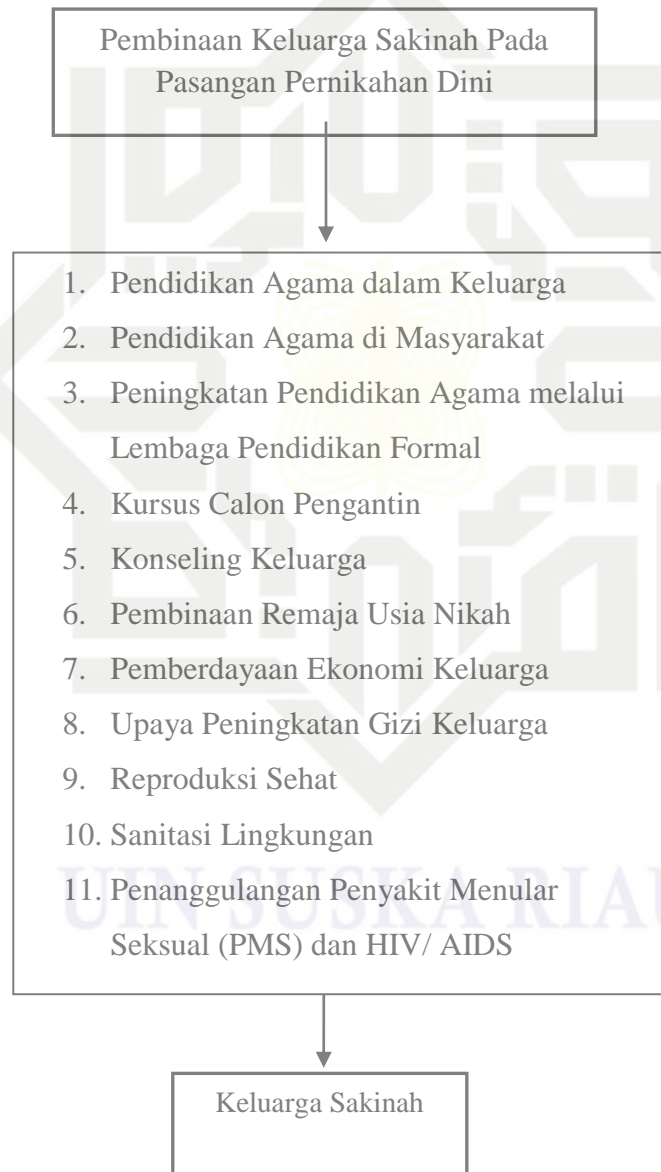 Pembinaan Keluarga Sakinah Pada
Pasangan Pernikahan Dini
1. Pendidikan Agama dalam Keluarga
2. Pendidikan Agama di Masyarakat
3. Peningkatan Pendidikan Agama melalui
Lembaga Pendidikan Formal
4. Kursus Calon Pengantin
5. Konseling Keluarga
6. Pembinaan Remaja Usia Nikah
7. Pemberdayaan Ekonomi Keluarga
8. Upaya Peningkatan Gizi Keluarga
9. Reproduksi Sehat
10. Sanitasi Lingkungan
UIN SUSKA RIAU
11. Penanggulangan Penyakit Menular
Seksual (PMS) dan HIV/ AIDS
Keluarga Sakinah